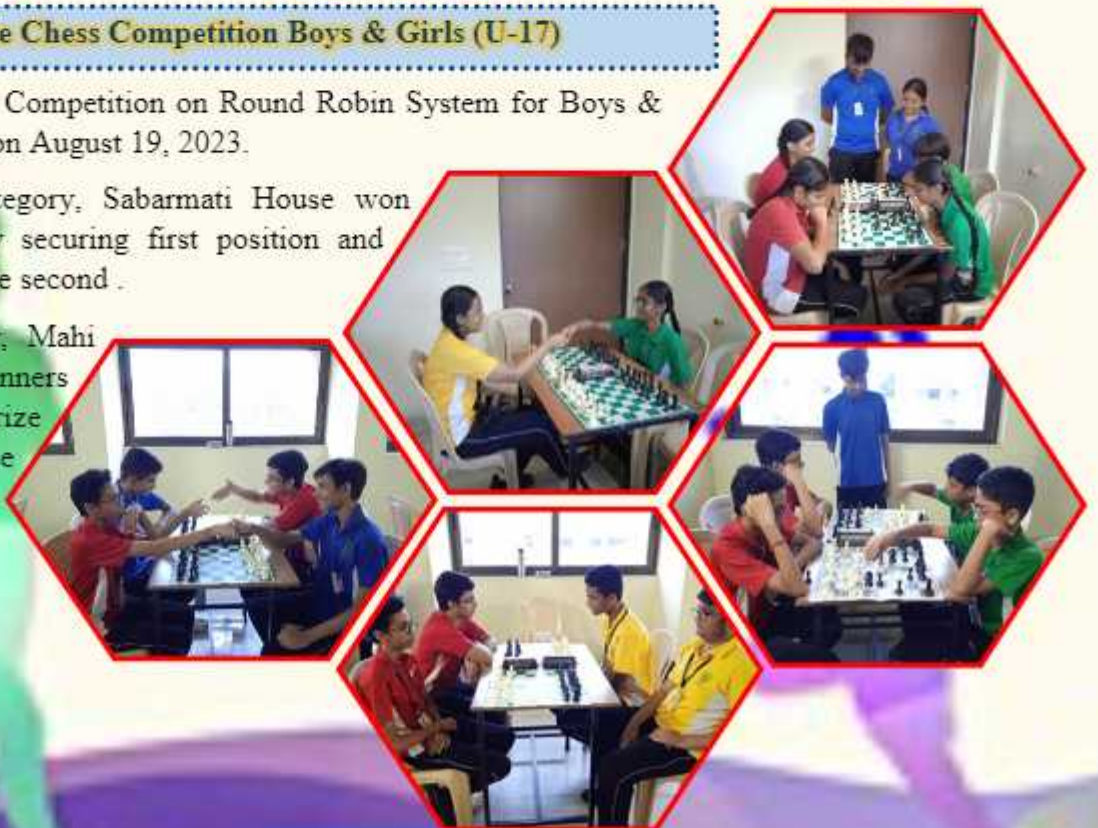 e Chess Competition Boys & Girls (U-17)
Competition on Round Robin System for Boys &
on August 19, 2023.
tegory, Sabarmati House won
securing first position and
e second .
Mahi
nners
rize
e